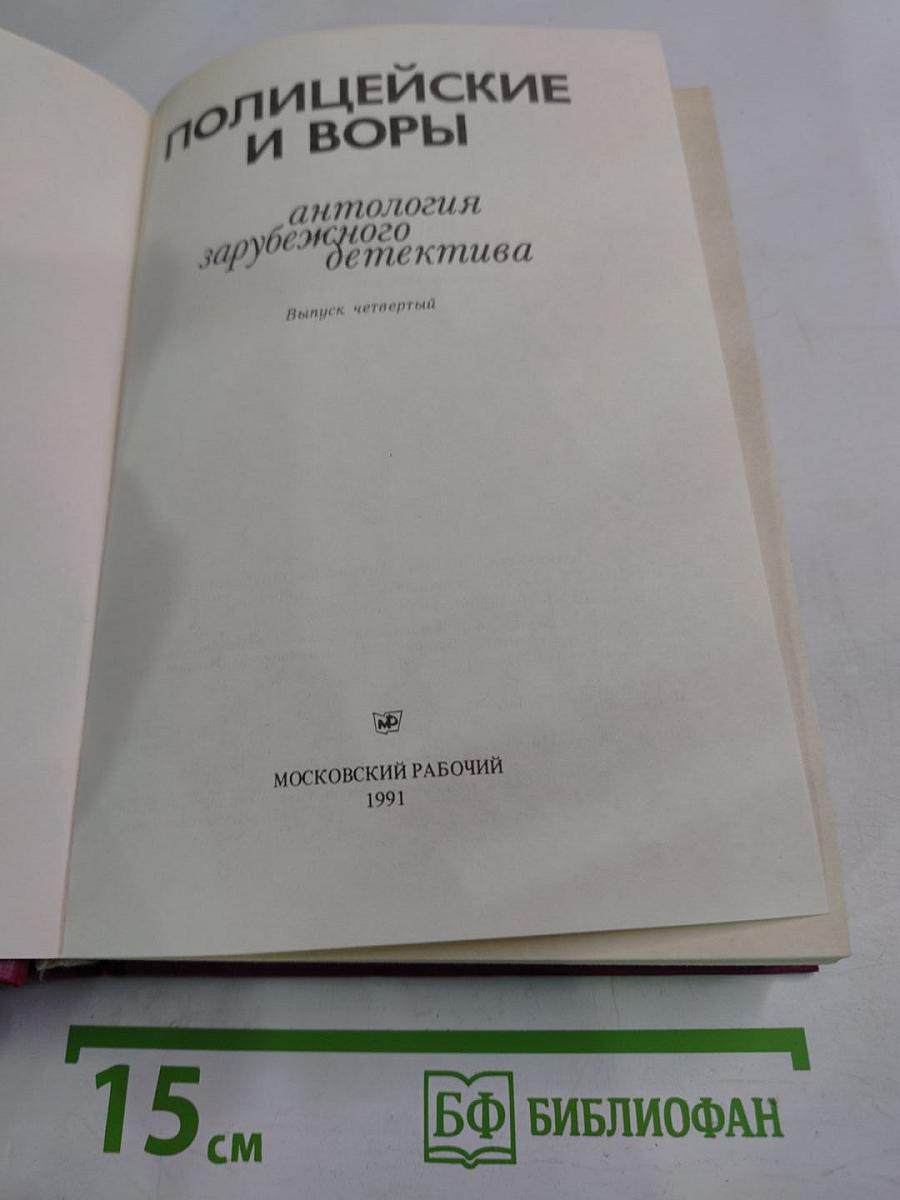 ПОЛИЦЕЙСКИЕ
И ВОРЫ
антология
зарубежного
детектива
Выпуск четвертый
МР
МОСКОВСКИЙ РАБОЧИЙ
1991
15 см
БФ БИБЛИОФАН